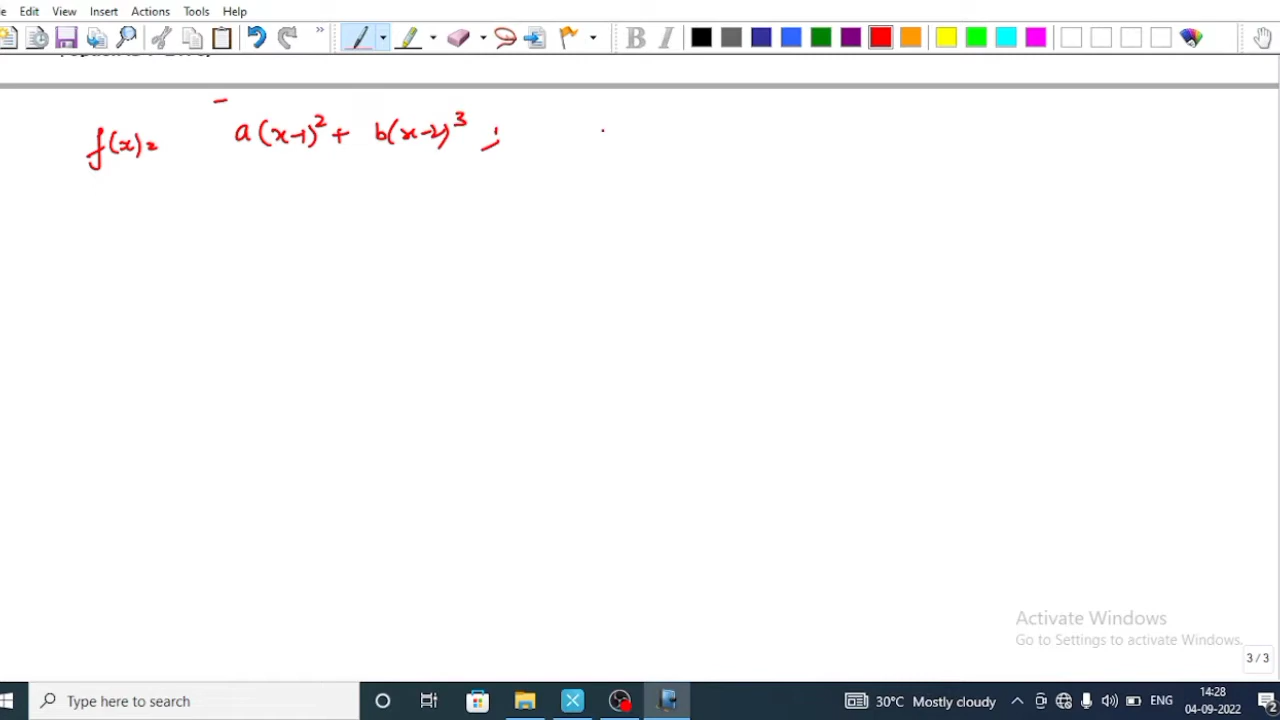 Edit View Insert Actions Tools Help
B I
f(x)= a(x-1)² + b(x-2)³ ;
Activate Windows
Go to Settings to activate Windows.
3 / 3
Type here to search
30°C Mostly cloudy ENG 14:28
04-09-2022
2